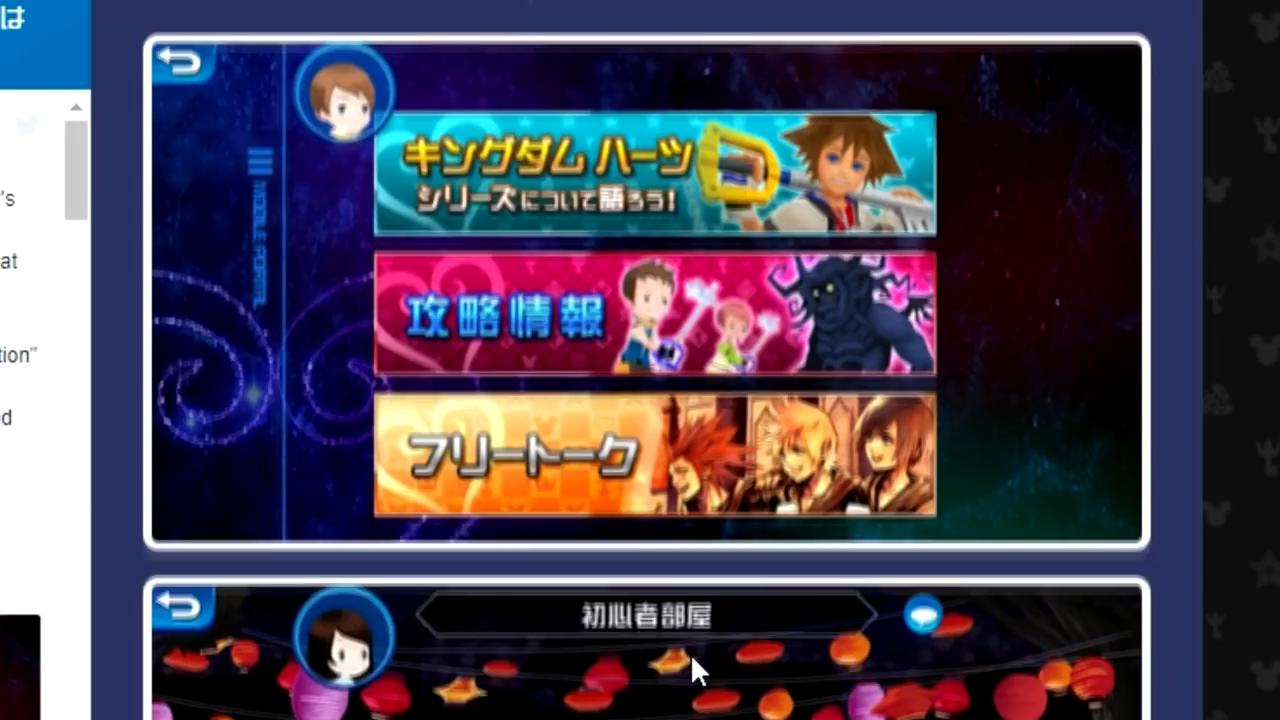 は
's
at
tion"
nd
MOBILE PORTAL
キングダム ハーツ
シリーズについて語ろう!
攻略情報
フリートーク
初心者部屋